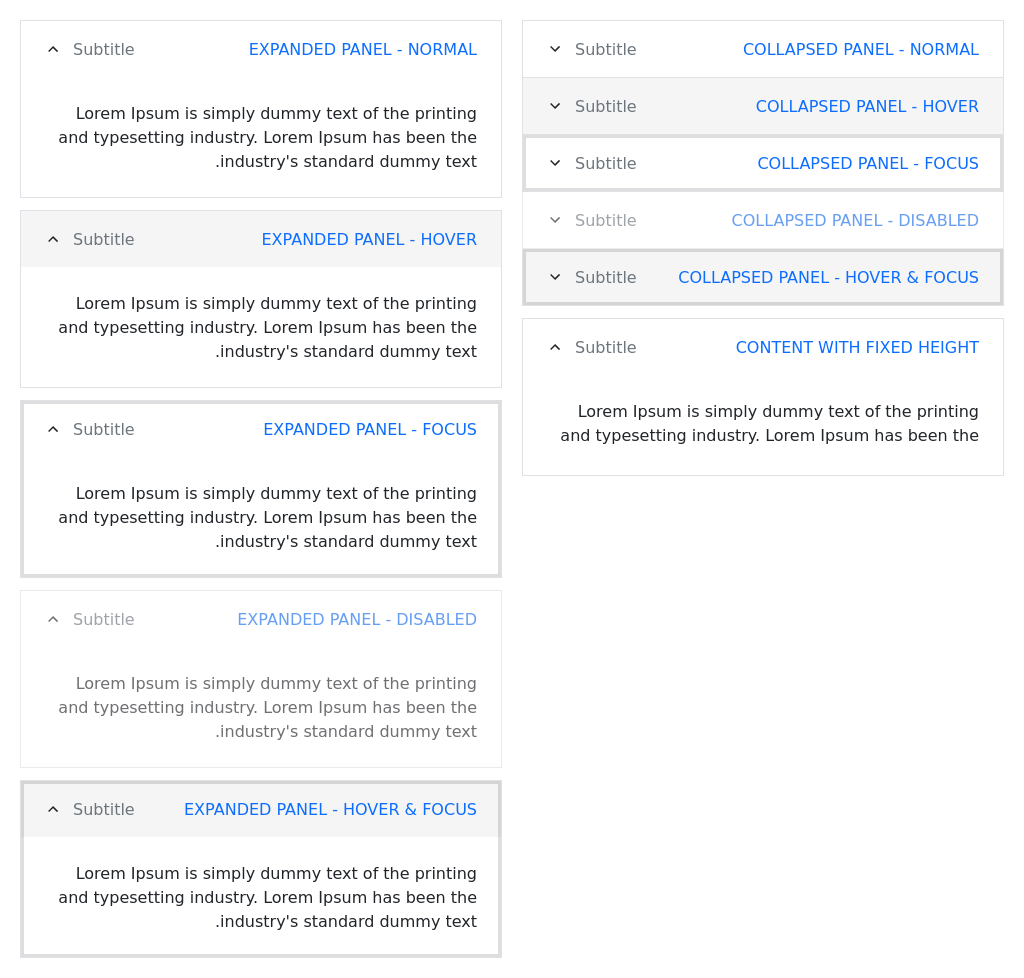 Subtitle EXPANDED PANEL - NORMAL
Lorem Ipsum is simply dummy text of the printing
and typesetting industry. Lorem Ipsum has been the
.industry's standard dummy text
Subtitle EXPANDED PANEL - HOVER
Lorem Ipsum is simply dummy text of the printing
and typesetting industry. Lorem Ipsum has been the
.industry's standard dummy text
Subtitle EXPANDED PANEL - FOCUS
Lorem Ipsum is simply dummy text of the printing
and typesetting industry. Lorem Ipsum has been the
.industry's standard dummy text
Subtitle EXPANDED PANEL - DISABLED
Lorem Ipsum is simply dummy text of the printing
and typesetting industry. Lorem Ipsum has been the
.industry's standard dummy text
Subtitle EXPANDED PANEL - HOVER & FOCUS
Lorem Ipsum is simply dummy text of the printing
and typesetting industry. Lorem Ipsum has been the
.industry's standard dummy text
Subtitle COLLAPSED PANEL - NORMAL
Subtitle COLLAPSED PANEL - HOVER
Subtitle COLLAPSED PANEL - FOCUS
Subtitle COLLAPSED PANEL - DISABLED
Subtitle COLLAPSED PANEL - HOVER & FOCUS
Subtitle CONTENT WITH FIXED HEIGHT
Lorem Ipsum is simply dummy text of the printing
and typesetting industry. Lorem Ipsum has been the